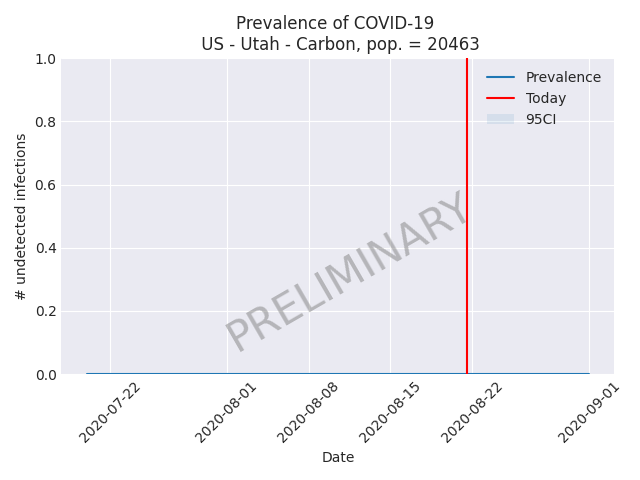 Prevalence of COVID-19
US - Utah - Carbon, pop. = 20463
1.0
0.8
0.6
0.4
0.2
0.0
# undetected infections
Prevalence
Today
95CI
PRELIMINARY
2020-07-22
2020-08-01
2020-08-08
2020-08-15
2020-08-22
2020-09-01
Date